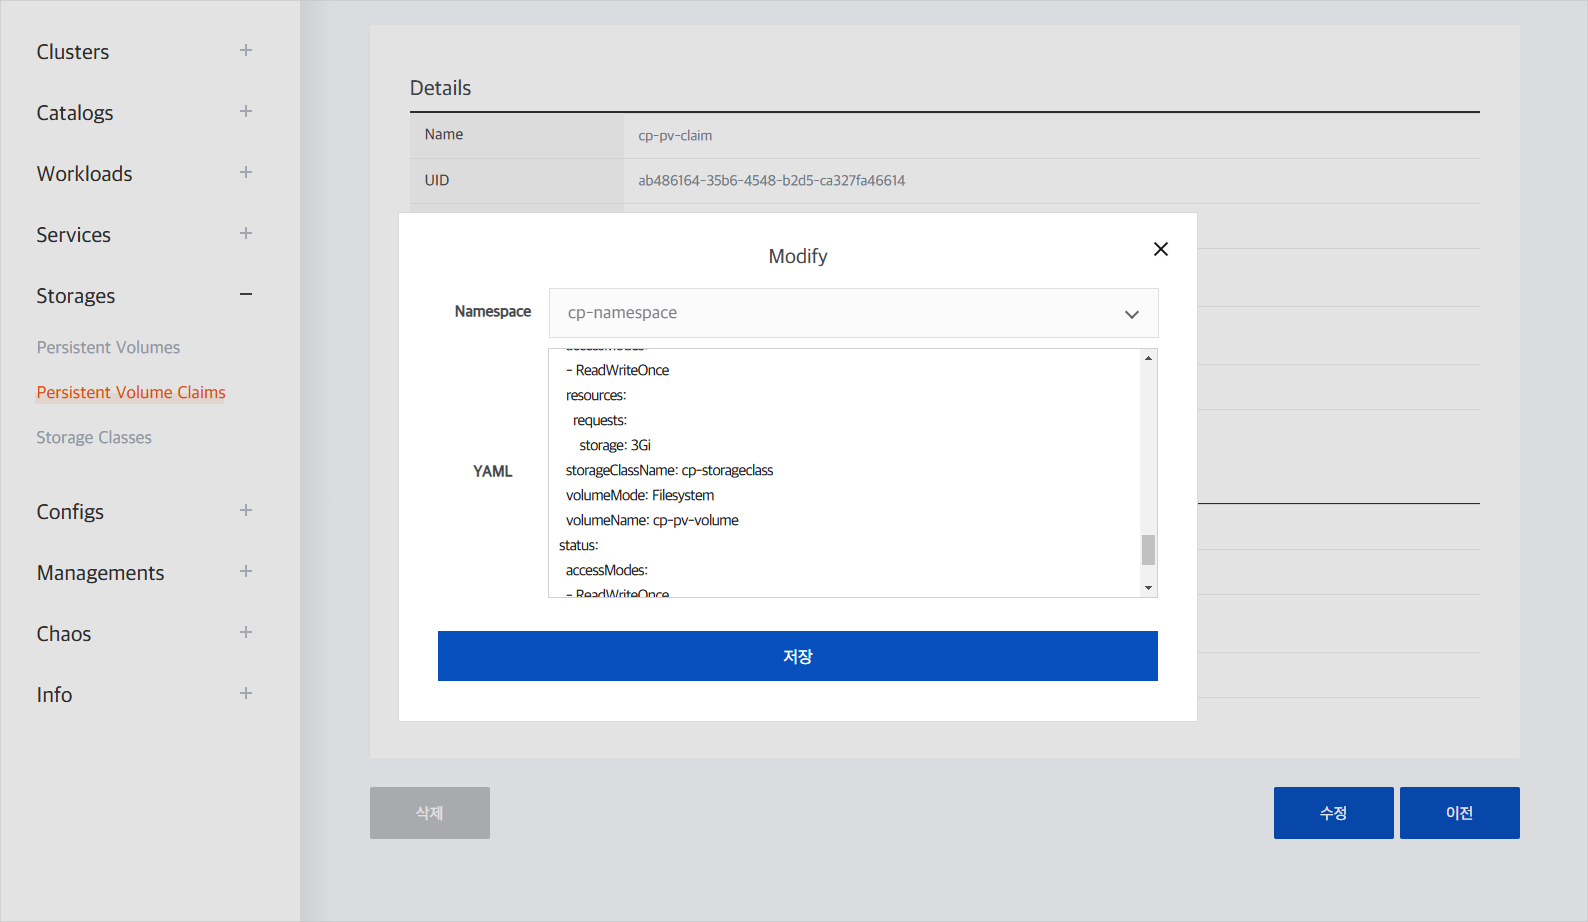 Clusters
Catalogs
Workloads
Services
Storages
Persistent Volumes
Persistent Volume Claims
Storage Classes
Configs
Managements
Chaos
Info
Details
Name
cp-pv-claim
UID
ab486164-35b6-4548-b2d5-ca327fa46614
Modify
Namespace
cp-namespace
YAML
accessModes:
- ReadWriteOnce
resources:
requests:
storage: 3Gi
storageClassName: cp-storageclass
volumeMode: Filesystem
volumeName: cp-pv-volume
status:
accessModes:
- ReadWriteOnce
저장
삭제
수정
이전